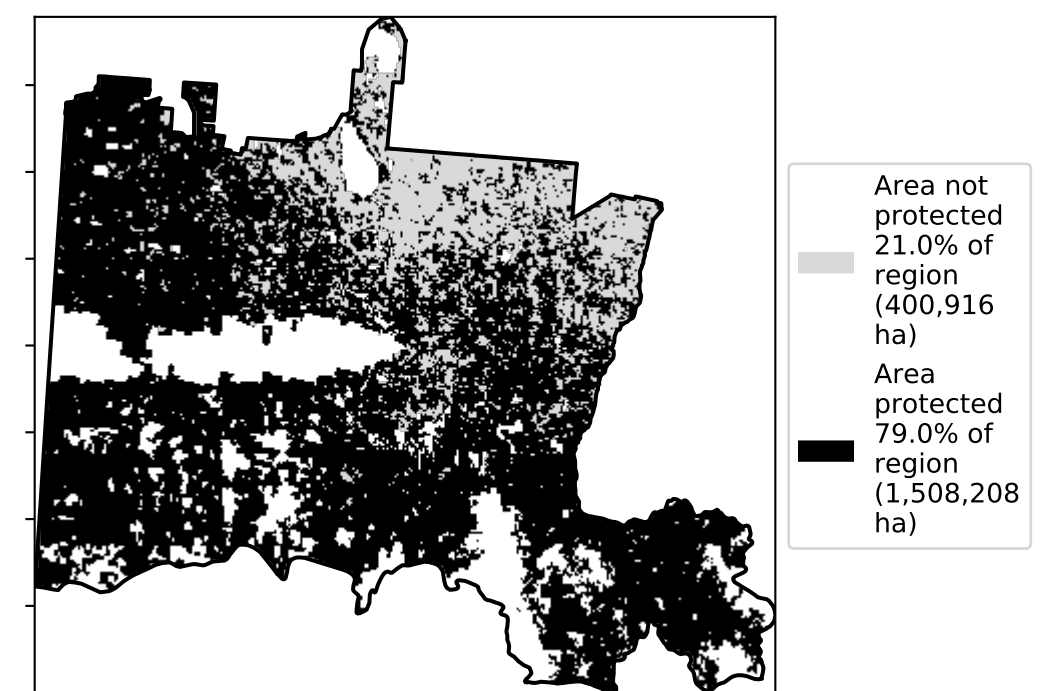 Area not
protected
21.0% of
region
(400,916
ha)
Area
protected
79.0% of
region
(1,508,208
ha)